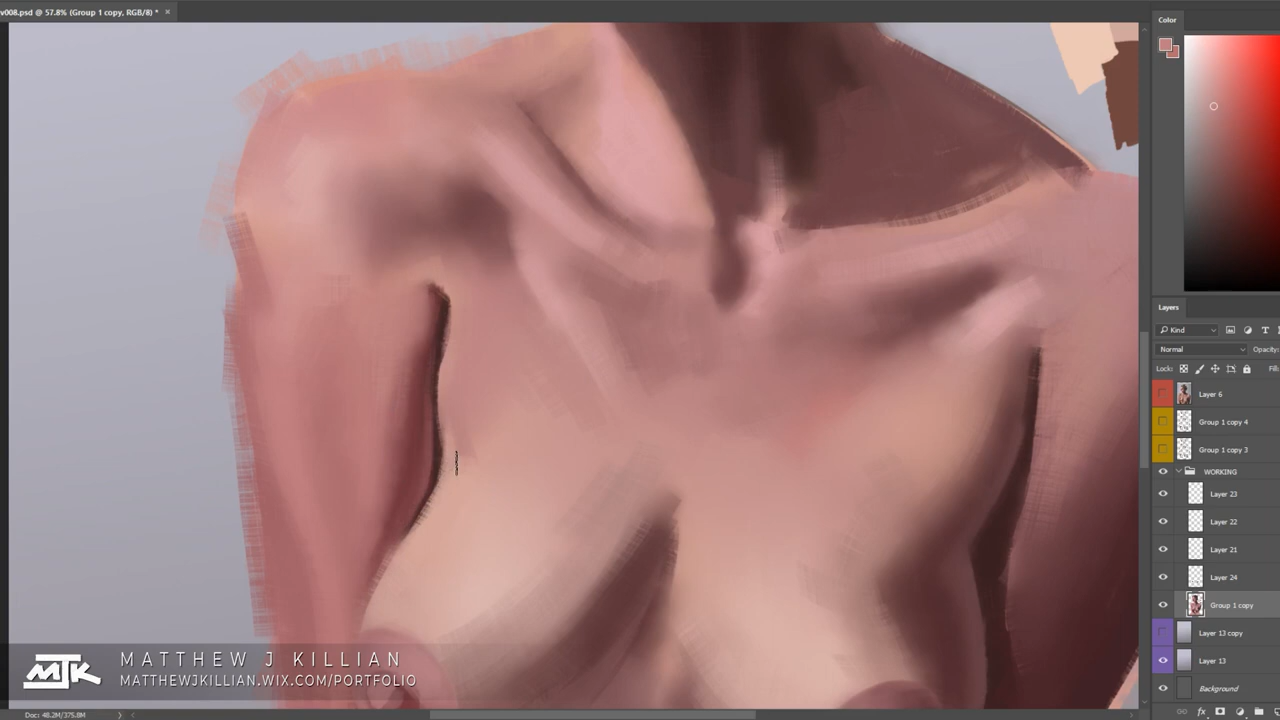 v008.psd @ 57.8% (Group 1 copy, RGB/8) * ×
Color
Layers
Kind
Normal
Opacity:
Lock:
Layer 6
Group 1 copy 4
Group 1 copy 3
WORKING
Layer 23
Layer 22
Layer 21
Layer 24
Group 1 copy
Layer 13 copy
Layer 13
Background
MJK
MATTHEW J KILLIAN
MATTHEWJKILLIAN.WIX.COM/PORTFOLIO
Doc: 48.2M/375.8M